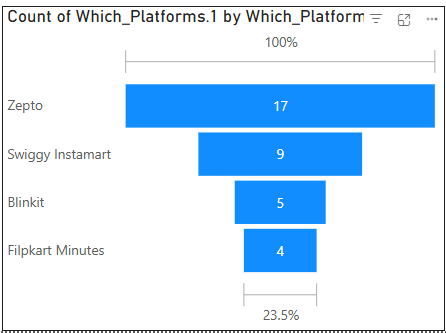 Count of Which_Platforms.1 by Which_Platform
100%
Zepto 17
Swiggy Instamart 9
Blinkit 5
Filpkart Minutes 4
23.5%